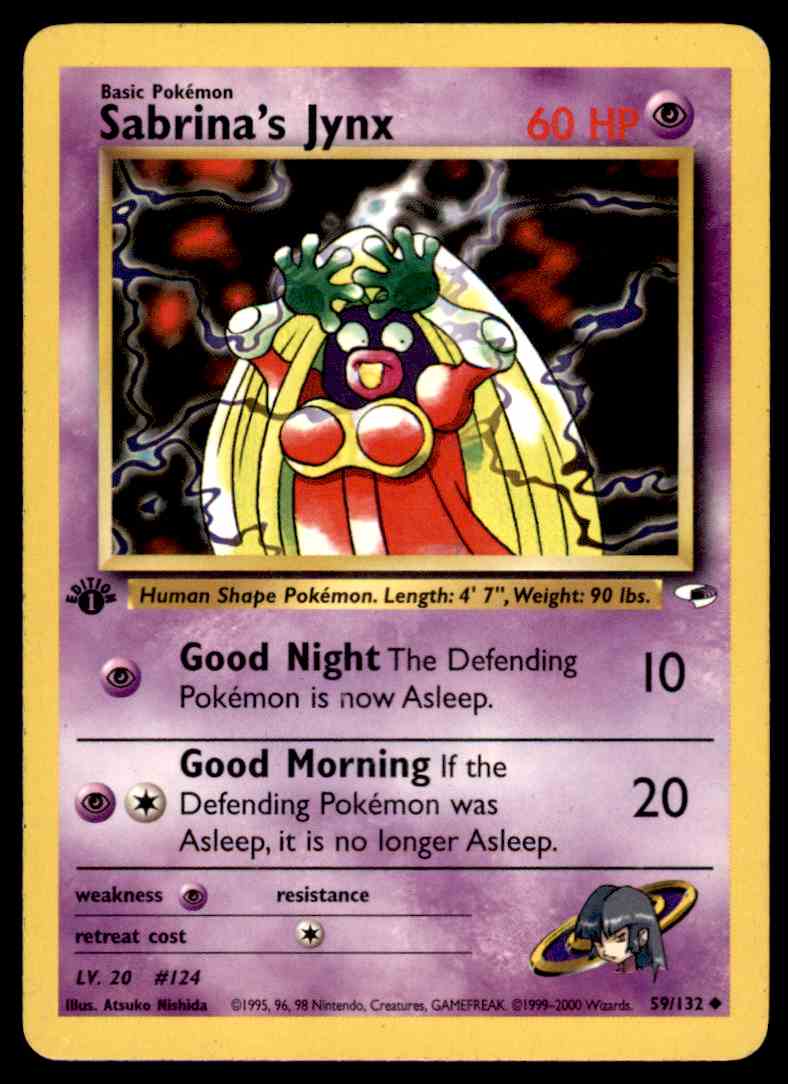 Basic Pokémon
Sabrina's Jynx 60 HP
EDITION
1
Human Shape Pokémon. Length: 4' 7", Weight: 90 lbs.
Good Night The Defending
Pokémon is now Asleep.
10
Good Morning If the
Defending Pokémon was
Asleep, it is no longer Asleep.
20
weakness resistance
retreat cost
LV. 20 #124
Illus. Atsuko Nishida ©1995, 96, 98 Nintendo, Creatures, GAMEFREAK. ©1999-2000 Wizards. 59/132